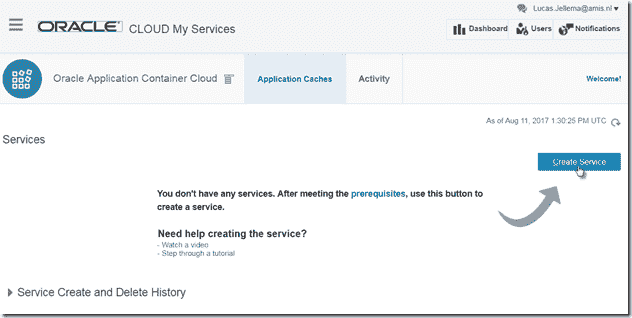 Lucas.Jellema@amis.nl
ORACLE CLOUD My Services
Dashboard Users Notifications
Oracle Application Container Cloud Application Caches Activity Welcome!
As of Aug 11, 2017 1:30:25 PM UTC
Services
Create Service
You don't have any services. After meeting the prerequisites, use this button to
create a service.
Need help creating the service?
- Watch a video
- Step through a tutorial
Service Create and Delete History